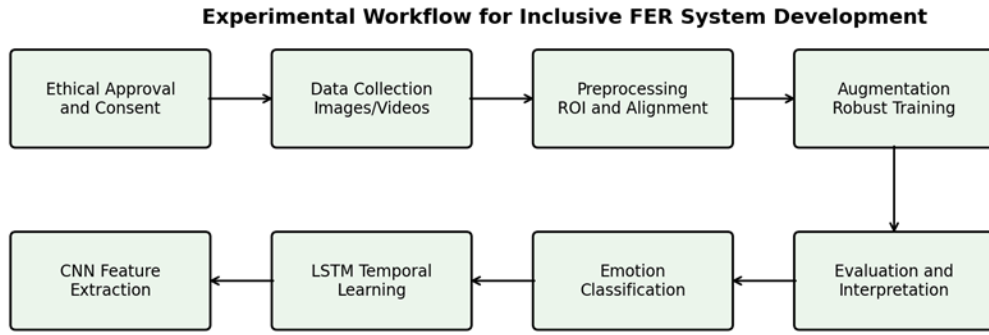 Experimental Workflow for Inclusive FER System Development
Ethical Approval
and Consent
Data Collection
Images/Videos
Preprocessing
ROI and Alignment
Augmentation
Robust Training
CNN Feature
Extraction
LSTM Temporal
Learning
Emotion
Classification
Evaluation and
Interpretation